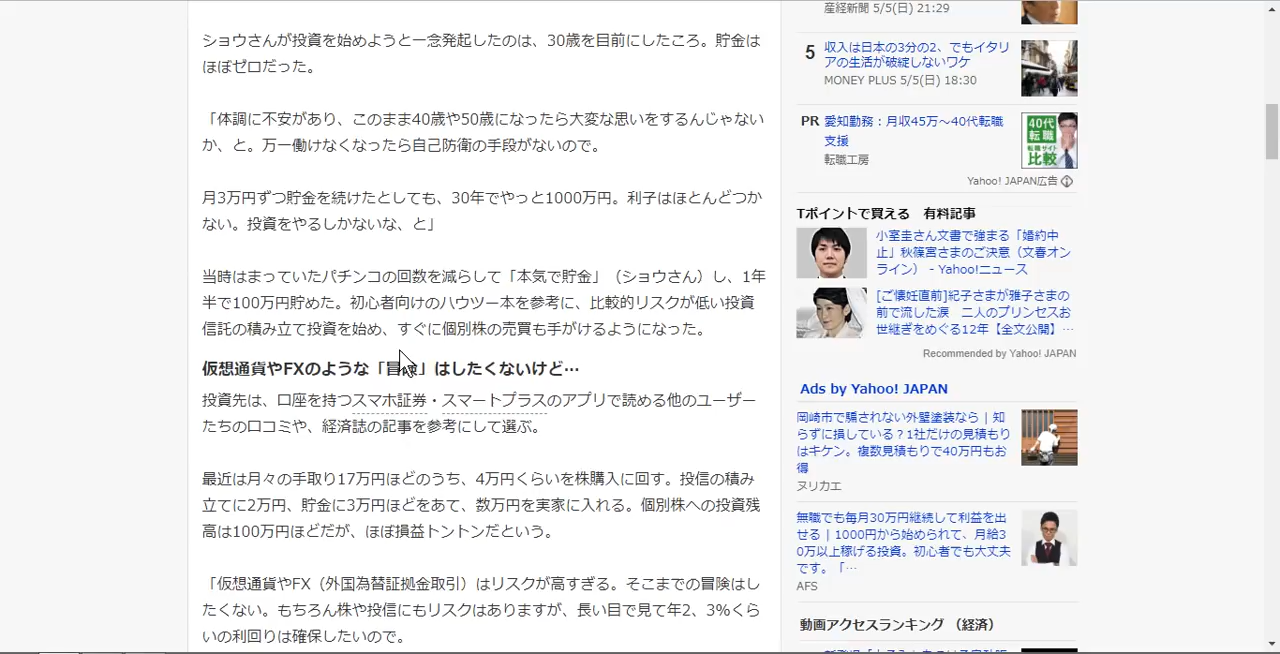 ショウさんが投資を始めようと一念発起したのは、30歳を目前にしたころ。貯金は
ほぼゼロだった。
「体調に不安があり、このまま40歳や50歳になったら大変な思いをするんじゃない
か、と。万一働けなくなったら自己防衛の手段がないので。
月3万円ずつ貯金を続けたとしても、30年でやっと1000万円。利子はほとんどつか
ない。投資をやるしかないな、と」
当時はまっていたパチンコの回数を減らして「本気で貯金」（ショウさん）し、1年
半で100万円貯めた。初心者向けのハウツー本を参考に、比較的リスクが低い投資
信託の積み立て投資を始め、すぐに個別株の売買も手がけるようになった。
仮想通貨やFXのような「冒険」はしたくないけど…
投資先は、口座を持つスマホ証券・スマートプラスのアプリで読める他のユーザー
たちの口コミや、経済誌の記事を参考にして選ぶ。
最近は月々の手取り17万円ほどのうち、4万円くらいを株購入に回す。投信の積み
立てに2万円、貯金に3万円ほどをあて、数万円を実家に入れる。個別株への投資残
高は100万円ほどだが、ほぼ損益トントンだという。
「仮想通貨やFX（外国為替証拠金取引）はリスクが高すぎる。そこまでの冒険はし
たくない。もちろん株や投信にもリスクはありますが、長い目で見て年2、3%くら
いの利回りは確保したいので。
産経新聞 5/5(日) 21:29
5 収入は日本の3分の2、でもイタリ
アの生活が破綻しないワケ
MONEY PLUS 5/5(日) 18:30
PR 愛知勤務：月収45万～40代転職
支援
転職工房
40代
転職
転職サイト
比較
Yahoo! JAPAN広告
Tポイントで買える　有料記事
小室圭さん文書で強まる「婚約中
止」秋篠宮さまのご決意（文春オン
ライン） - Yahoo!ニュース
[ご懐妊直前]紀子さまが雅子さまの
前で流した涙　二人のプリンセスお
世継ぎをめぐる12年【全文公開】…
Recommended by Yahoo! JAPAN
Ads by Yahoo! JAPAN
岡崎市で騙されない外壁塗装なら | 知
らずに損している？1社だけの見積もり
はキケン。複数見積もりで40万円もお
得
ヌリカエ
無職でも毎月30万円継続して利益を出
せる | 1000円から始められて、月給3
0万以上稼げる投資。初心者でも大丈夫
です。「…
AFS
動画アクセスランキング （経済）